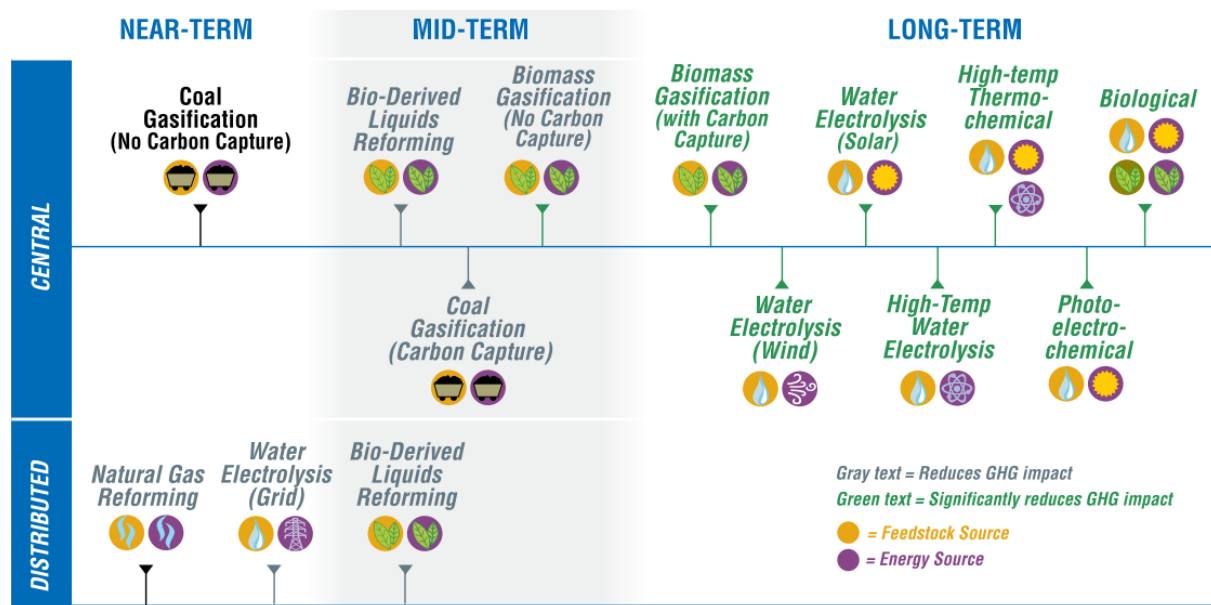 NEAR-TERM
MID-TERM
LONG-TERM
CENTRAL
Coal
Gasification
(No Carbon Capture)
Bio-Derived
Liquids
Reforming
Biomass
Gasification
(No Carbon
Capture)
Biomass
Gasification
(with Carbon
Capture)
Water
Electrolysis
(Solar)
High-temp
Thermo-
chemical
Biological
Coal
Gasification
(Carbon Capture)
Water
Electrolysis
(Wind)
High-Temp
Water
Electrolysis
Photo-
electro-
chemical
DISTRIBUTED
Natural Gas
Reforming
Water
Electrolysis
(Grid)
Bio-Derived
Liquids
Reforming
Gray text = Reduces GHG impact
Green text = Significantly reduces GHG impact
= Feedstock Source
= Energy Source